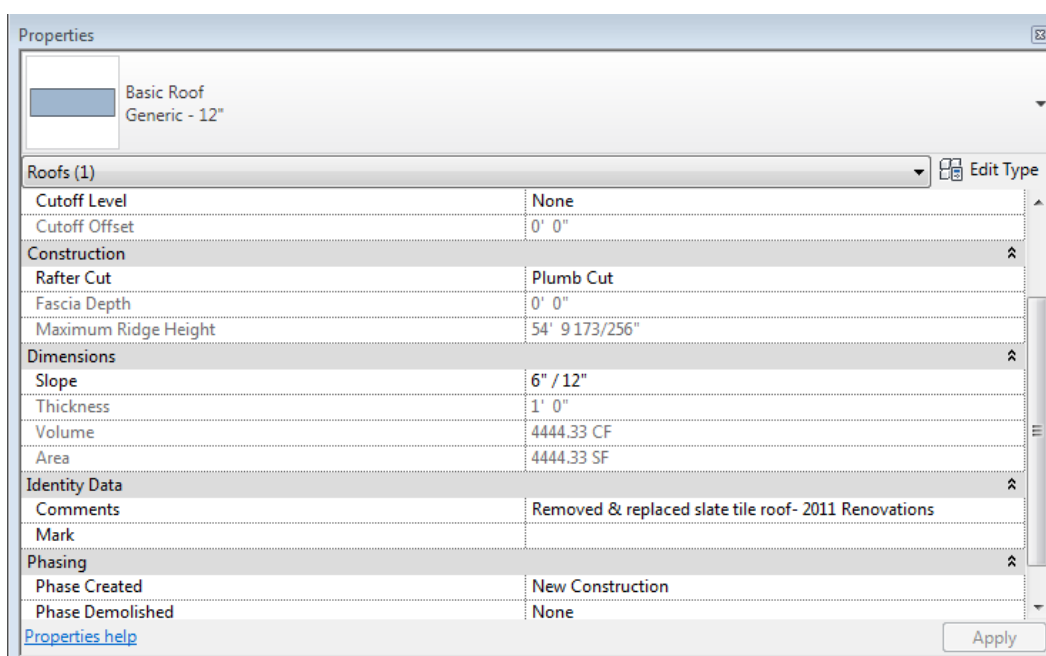 Properties
Basic Roof
Generic - 12"
Roofs (1) Edit Type
Cutoff Level None
Cutoff Offset 0' 0"
Construction
Rafter Cut Plumb Cut
Fascia Depth 0' 0"
Maximum Ridge Height 54' 9 173/256"
Dimensions
Slope 6" / 12"
Thickness 1' 0"
Volume 4444.33 CF
Area 4444.33 SF
Identity Data
Comments Removed & replaced slate tile roof- 2011 Renovations
Mark
Phasing
Phase Created New Construction
Phase Demolished None
Properties help Apply